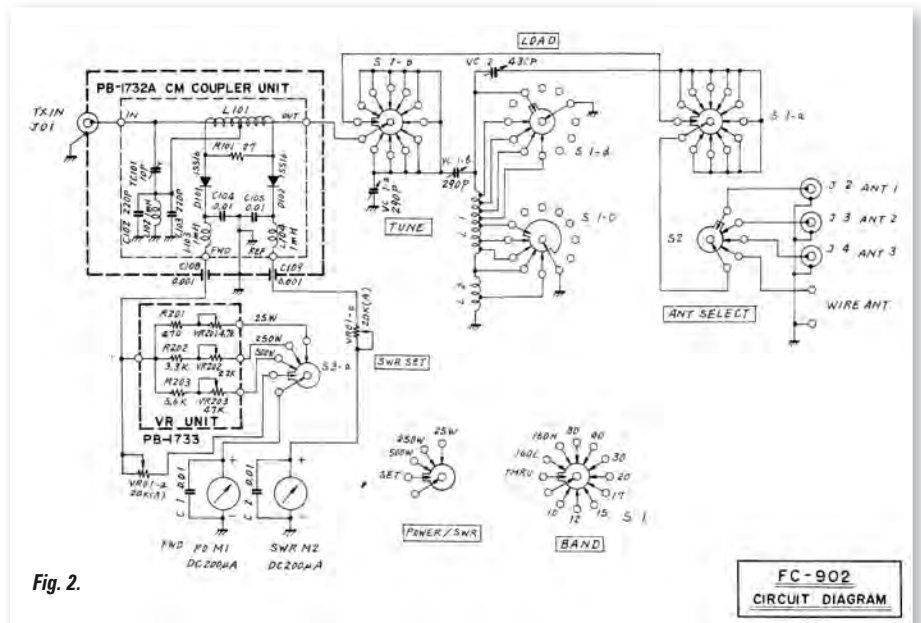 LOAD
S 1-b
VC 2 430P
PB-1732A CM COUPLER UNIT
TX IN
J01
IN
L101
OUT
R101 27
TC101
10P
1SS16
D101
1SS16
D102
C102 220P
L102 1mH
C103 220P
C104
0.01
C105
0.01
L103
1mH
L104
1mH
FWD
REF
C108
0.001
C109
0.001
VC 1-a
290P
VC 1-b
290P
TUNE
L 1
L 2
S 1-d
S 1-c
S 1-a
S2
J 2 ANT 1
J 3 ANT 2
J 4 ANT 3
WIRE ANT
ANT SELECT
R201
470
VR201 4.7K
R202
3.3K
VR202
22K
R203
5.6K
VR203
47K
VR UNIT
PB-1733
25W
250W
500W
S3-a
VR01-a
20K(A)
20K(A)
SWR SET
C 1 0.01
C 2 0.01
FWD PO M1
DC200μA
SWR M2
DC200μA
SET
500W
250W
25W
POWER/SWR
THRU
160L
160H
80
40
30
20
17
15
12
10
S 1
BAND
Fig. 2.
FC-902
CIRCUIT DIAGRAM